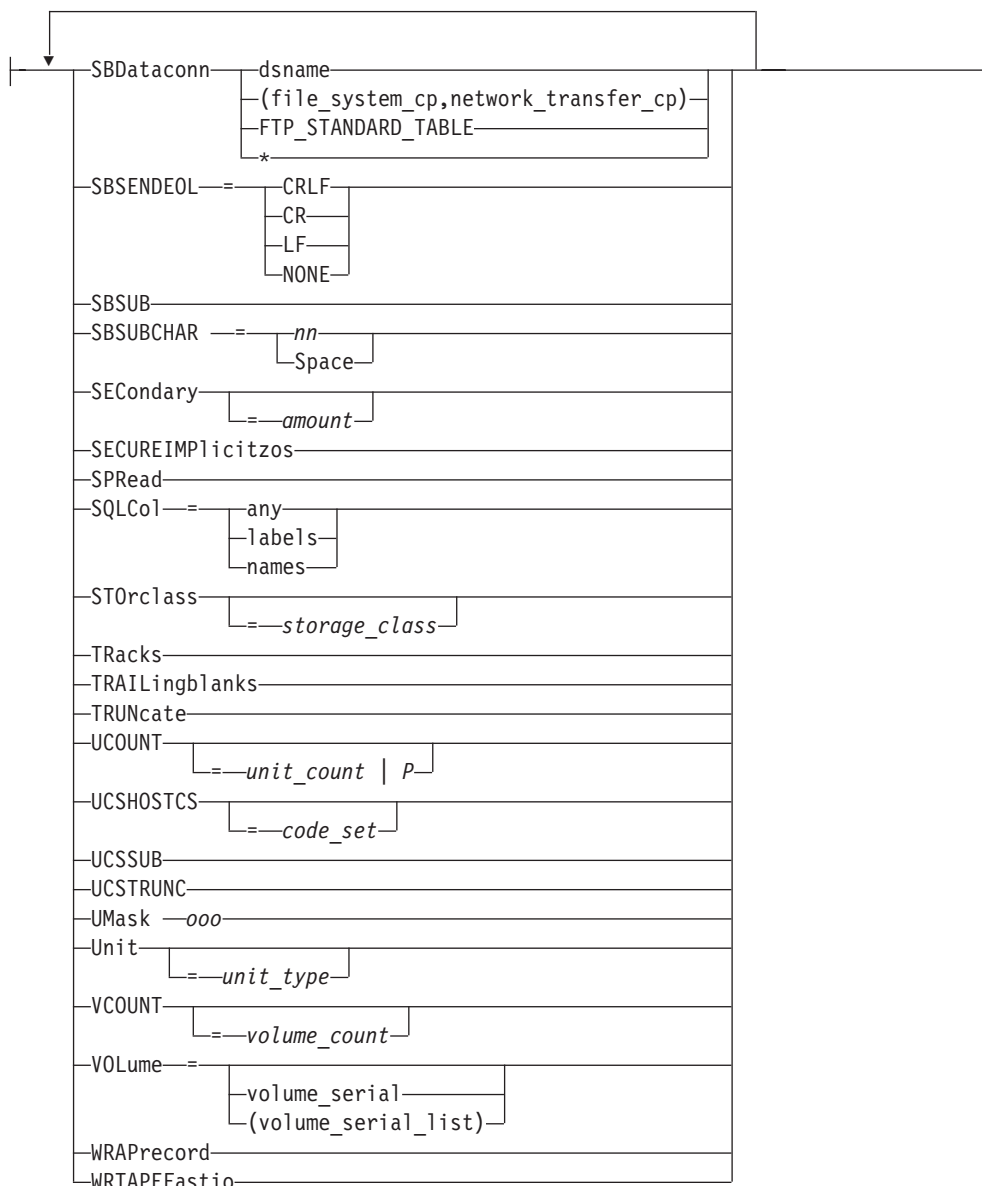 SBDataconn dsname
(file_system_cp,network_transfer_cp)
FTP_STANDARD_TABLE
*
SBSENDEOL = CRLF
CR
LF
NONE
SBSUB
SBSUBCHAR = nn
Space
SECondary
= amount
SECUREIMPlicitzos
SPRead
SQLCol = any
labels
names
STOrclass
= storage_class
TRacks
TRAILingblanks
TRUNcate
UCOUNT
= unit_count | P
UCSHOSTCS
= code_set
UCSSUB
UCSTRUNC
UMask ooo
Unit
= unit_type
VCOUNT
= volume_count
VOLume =
volume_serial
(volume_serial_list)
WRAPrecord
WRTAPEFastio